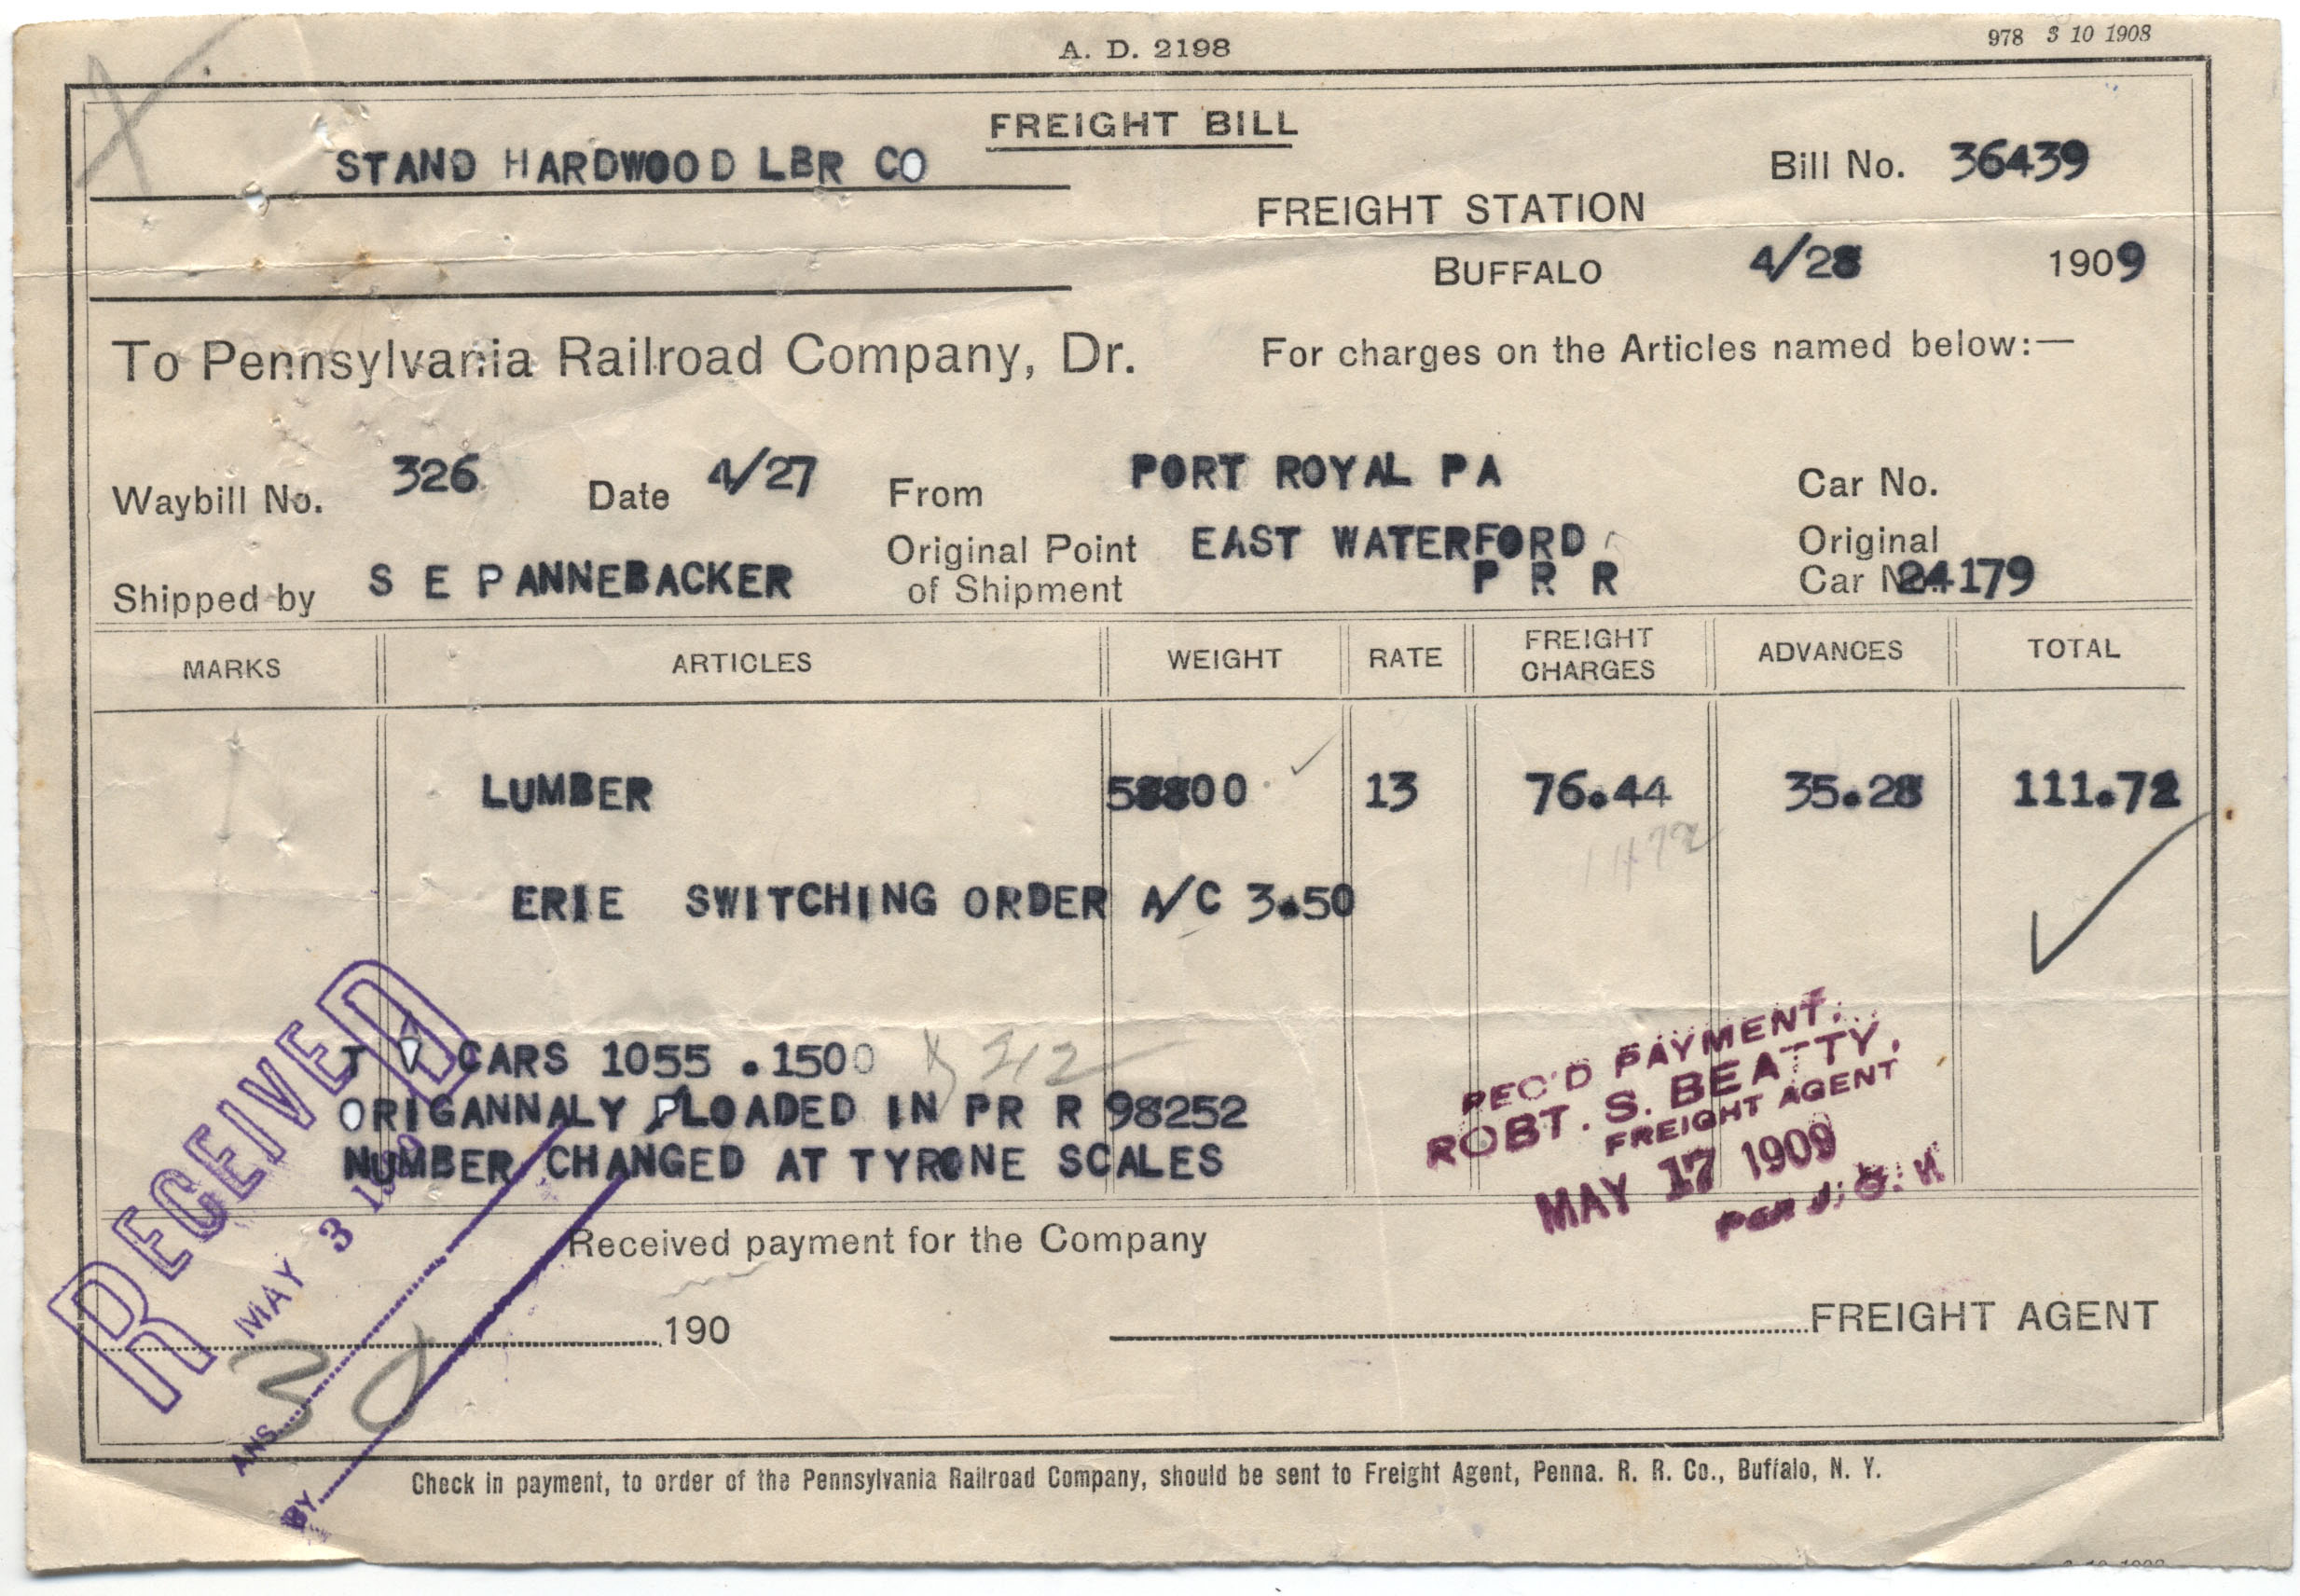 A. D. 2198
978 3 10 1908
FREIGHT BILL
STAND HARDWOOD LBR CO
Bill No. 36439
FREIGHT STATION
BUFFALO 4/28 1909
To Pennsylvania Railroad Company, Dr. For charges on the Articles named below:—
Waybill No. 326 Date 4/27 From PORT ROYAL PA Car No.
Shipped by S E PANNEBACKER Original Point of Shipment EAST WATERFORD Original Car No. 24179
P R R
MARKS ARTICLES WEIGHT RATE FREIGHT CHARGES ADVANCES TOTAL
LUMBER 58800 13 76.44 35.28 111.72
ERIE SWITCHING ORDER A/C 3.50
CARS 1055 .1500
212
ORIGANNALY LOADED IN PR R 98252
NUMBER CHANGED AT TYRONE SCALES
RECEIVED
MAY 3
ANS.
BY
REC'D PAYMENT,
ROBT. S. BEATTY,
FREIGHT AGENT
MAY 17 1909
PER
Received payment for the Company
190 FREIGHT AGENT
30
Check in payment, to order of the Pennsylvania Railroad Company, should be sent to Freight Agent, Penna. R. R. Co., Buffalo, N. Y.